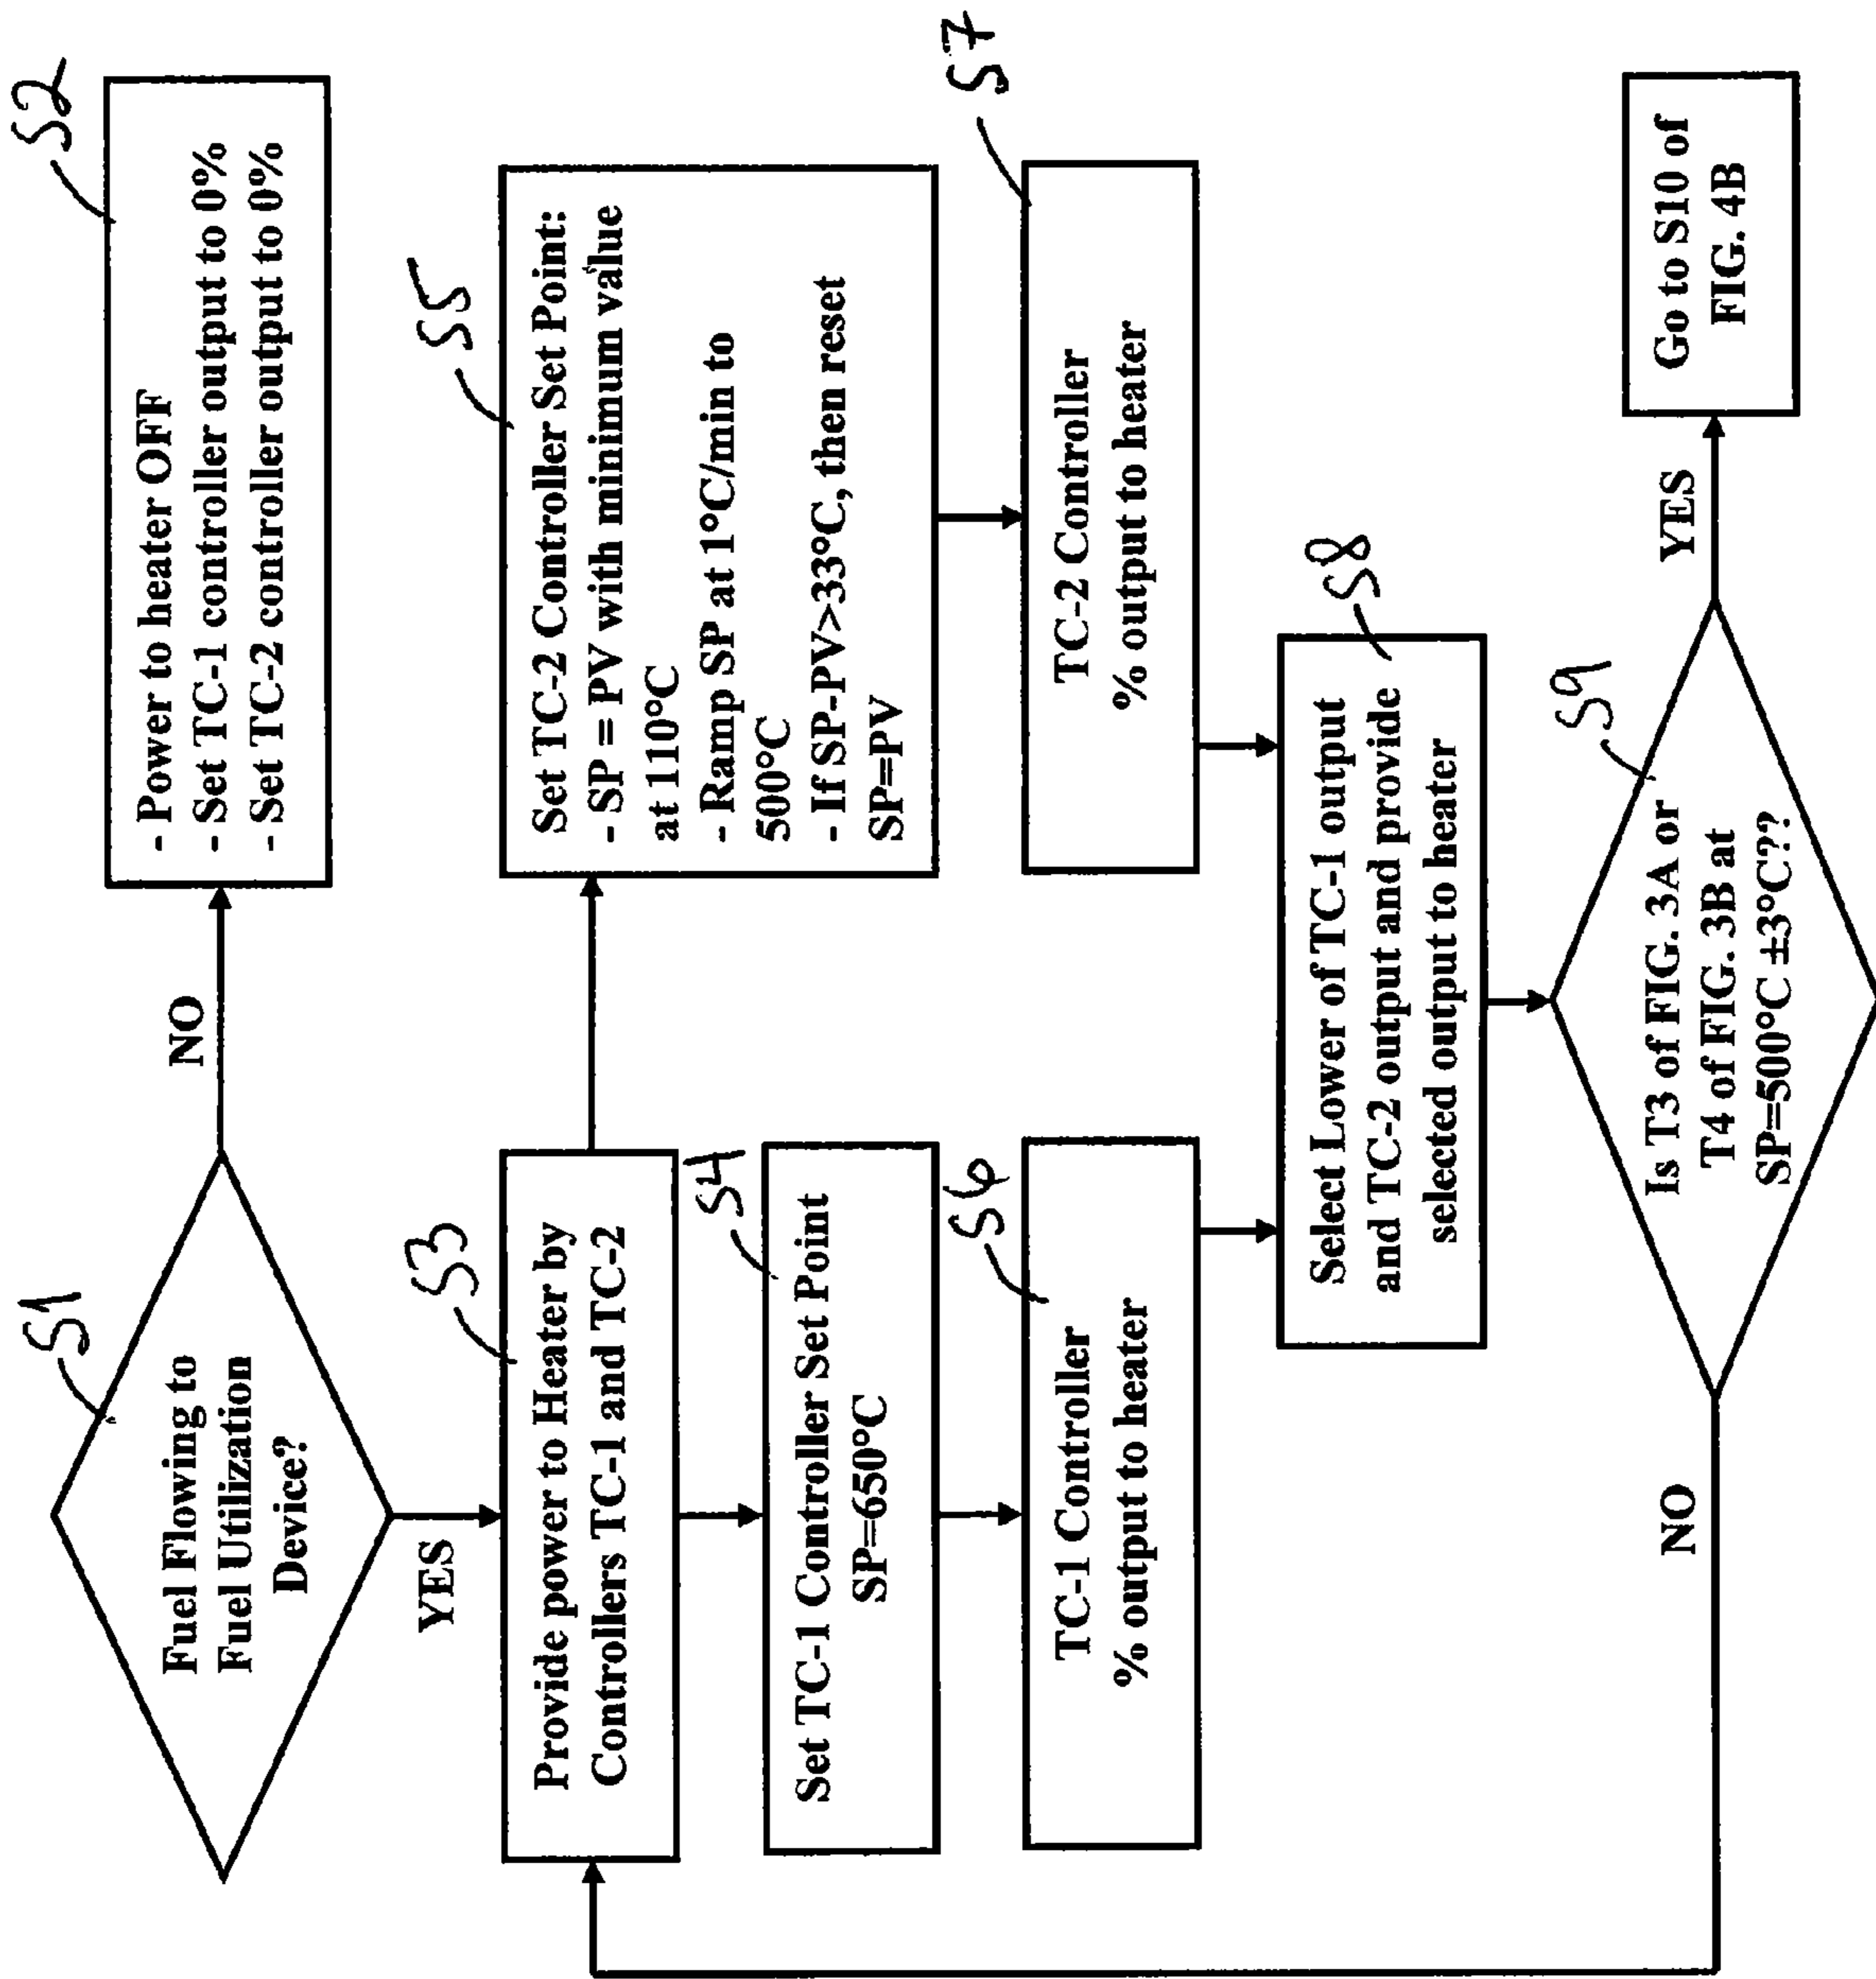 S1
Fuel Flowing to
Fuel Utilization
Device?
NO
YES
S2
- Power to heater OFF
- Set TC-1 controller output to 0%
- Set TC-2 controller output to 0%
S3
Provide power to Heater by
Controllers TC-1 and TC-2
S4
Set TC-1 Controller Set Point
SP=650°C
S5
Set TC-2 Controller Set Point:
- SP = PV with minimum value
at 110°C
- Ramp SP at 1°C/min to
500°C
- If SP-PV>33°C, then reset
SP=PV
S6
TC-1 Controller
% output to heater
S7
TC-2 Controller
% output to heater
S8
Select Lower of TC-1 output
and TC-2 output and provide
selected output to heater
S9
Is T3 of FIG. 3A or
T4 of FIG. 3B at
SP=500°C ±3°C??
NO
YES
Go to S10 of
FIG. 4B